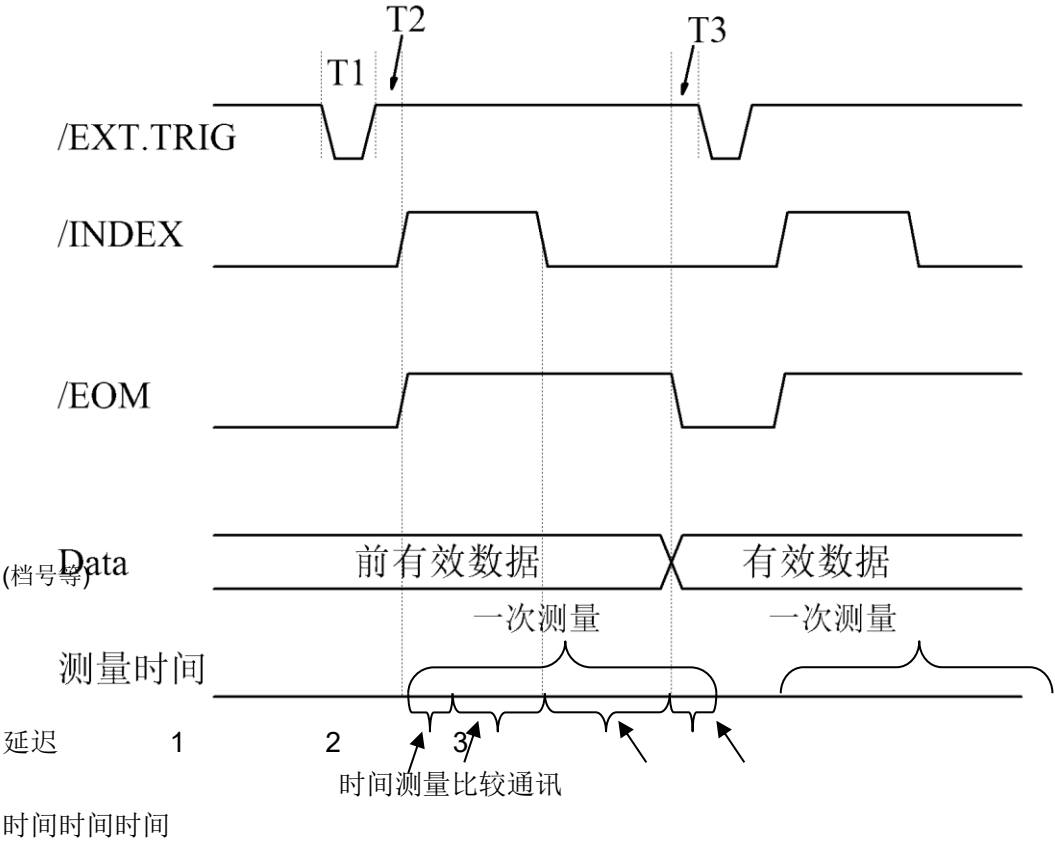 T2
T3
T1
/EXT.TRIG
/INDEX
/EOM
Data 前有效数据 有效数据
(档号等)
一次测量 一次测量
测量时间
延迟 1 2 3
时间测量比较通讯
时间时间时间